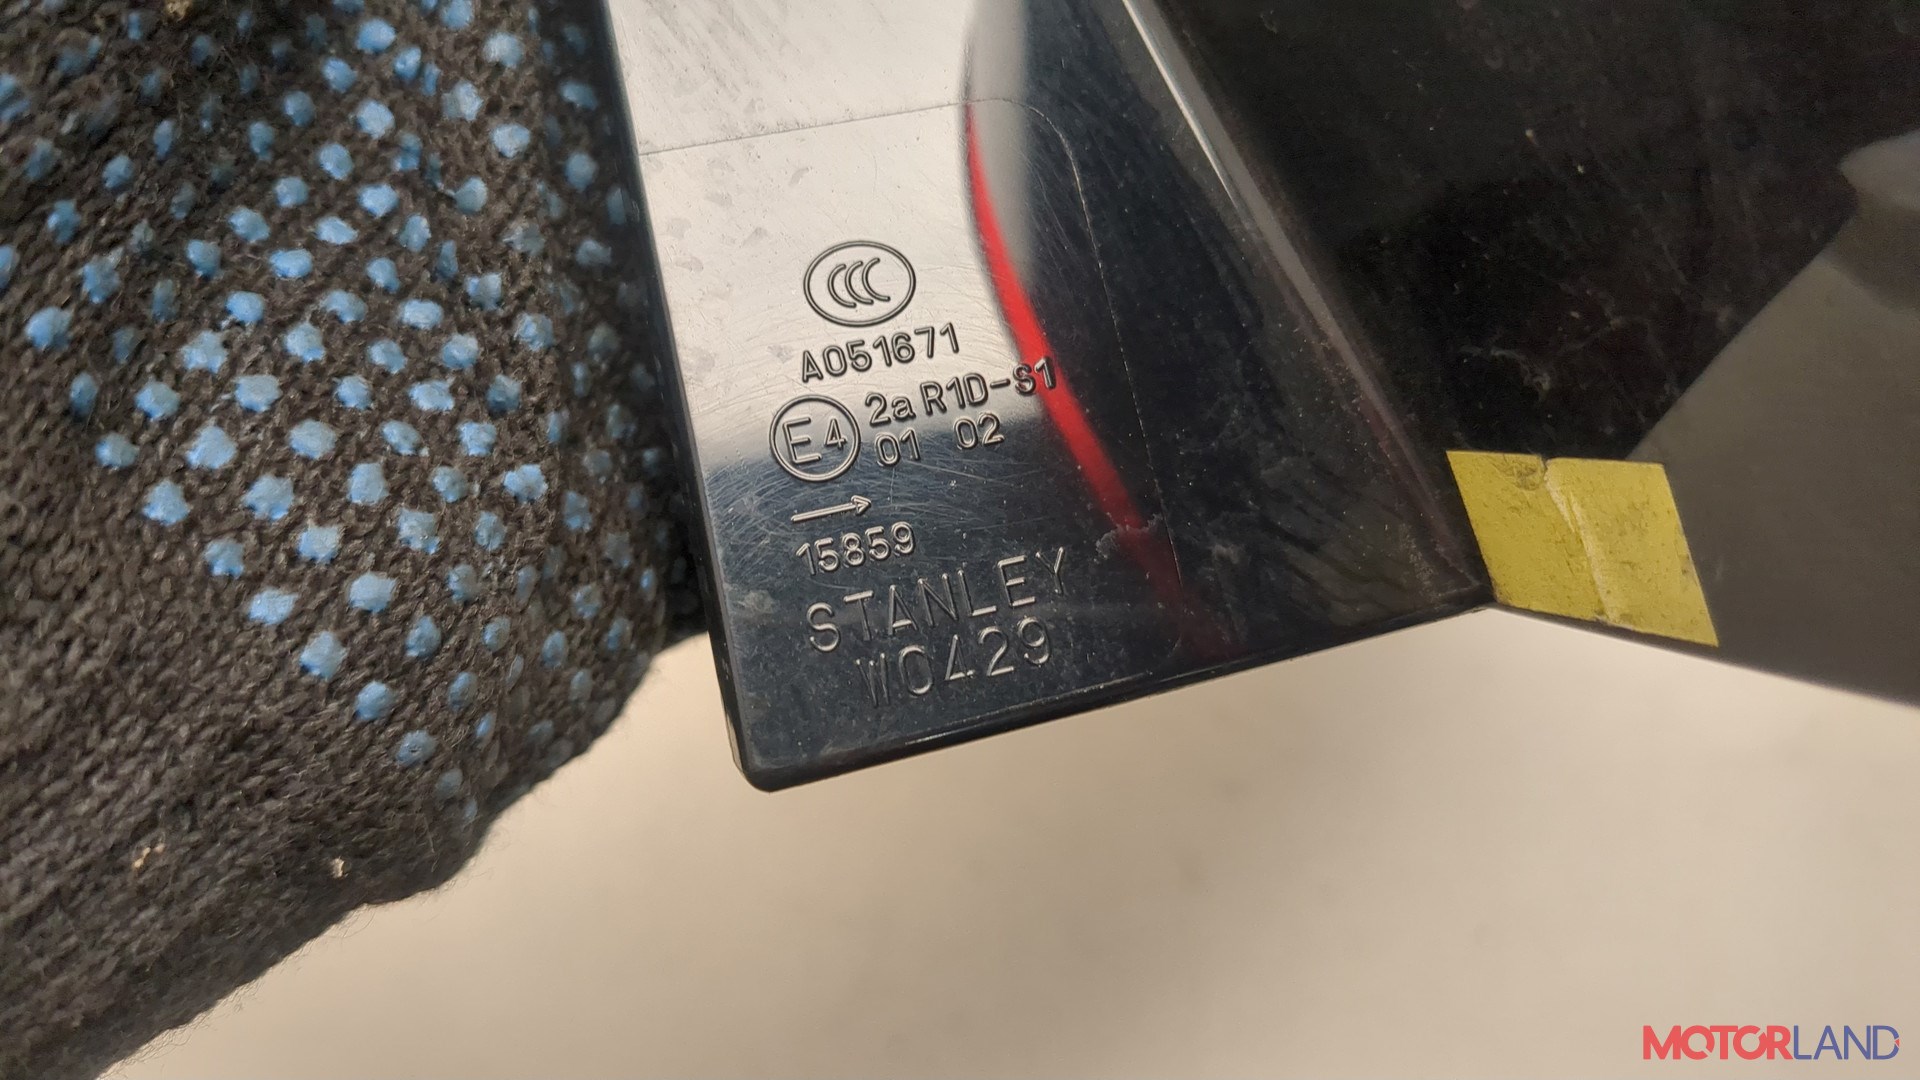 CCC
A051671
E4 2a R1D-S1
01 02
→
15859
STANLEY
W0429
MOTORLAND